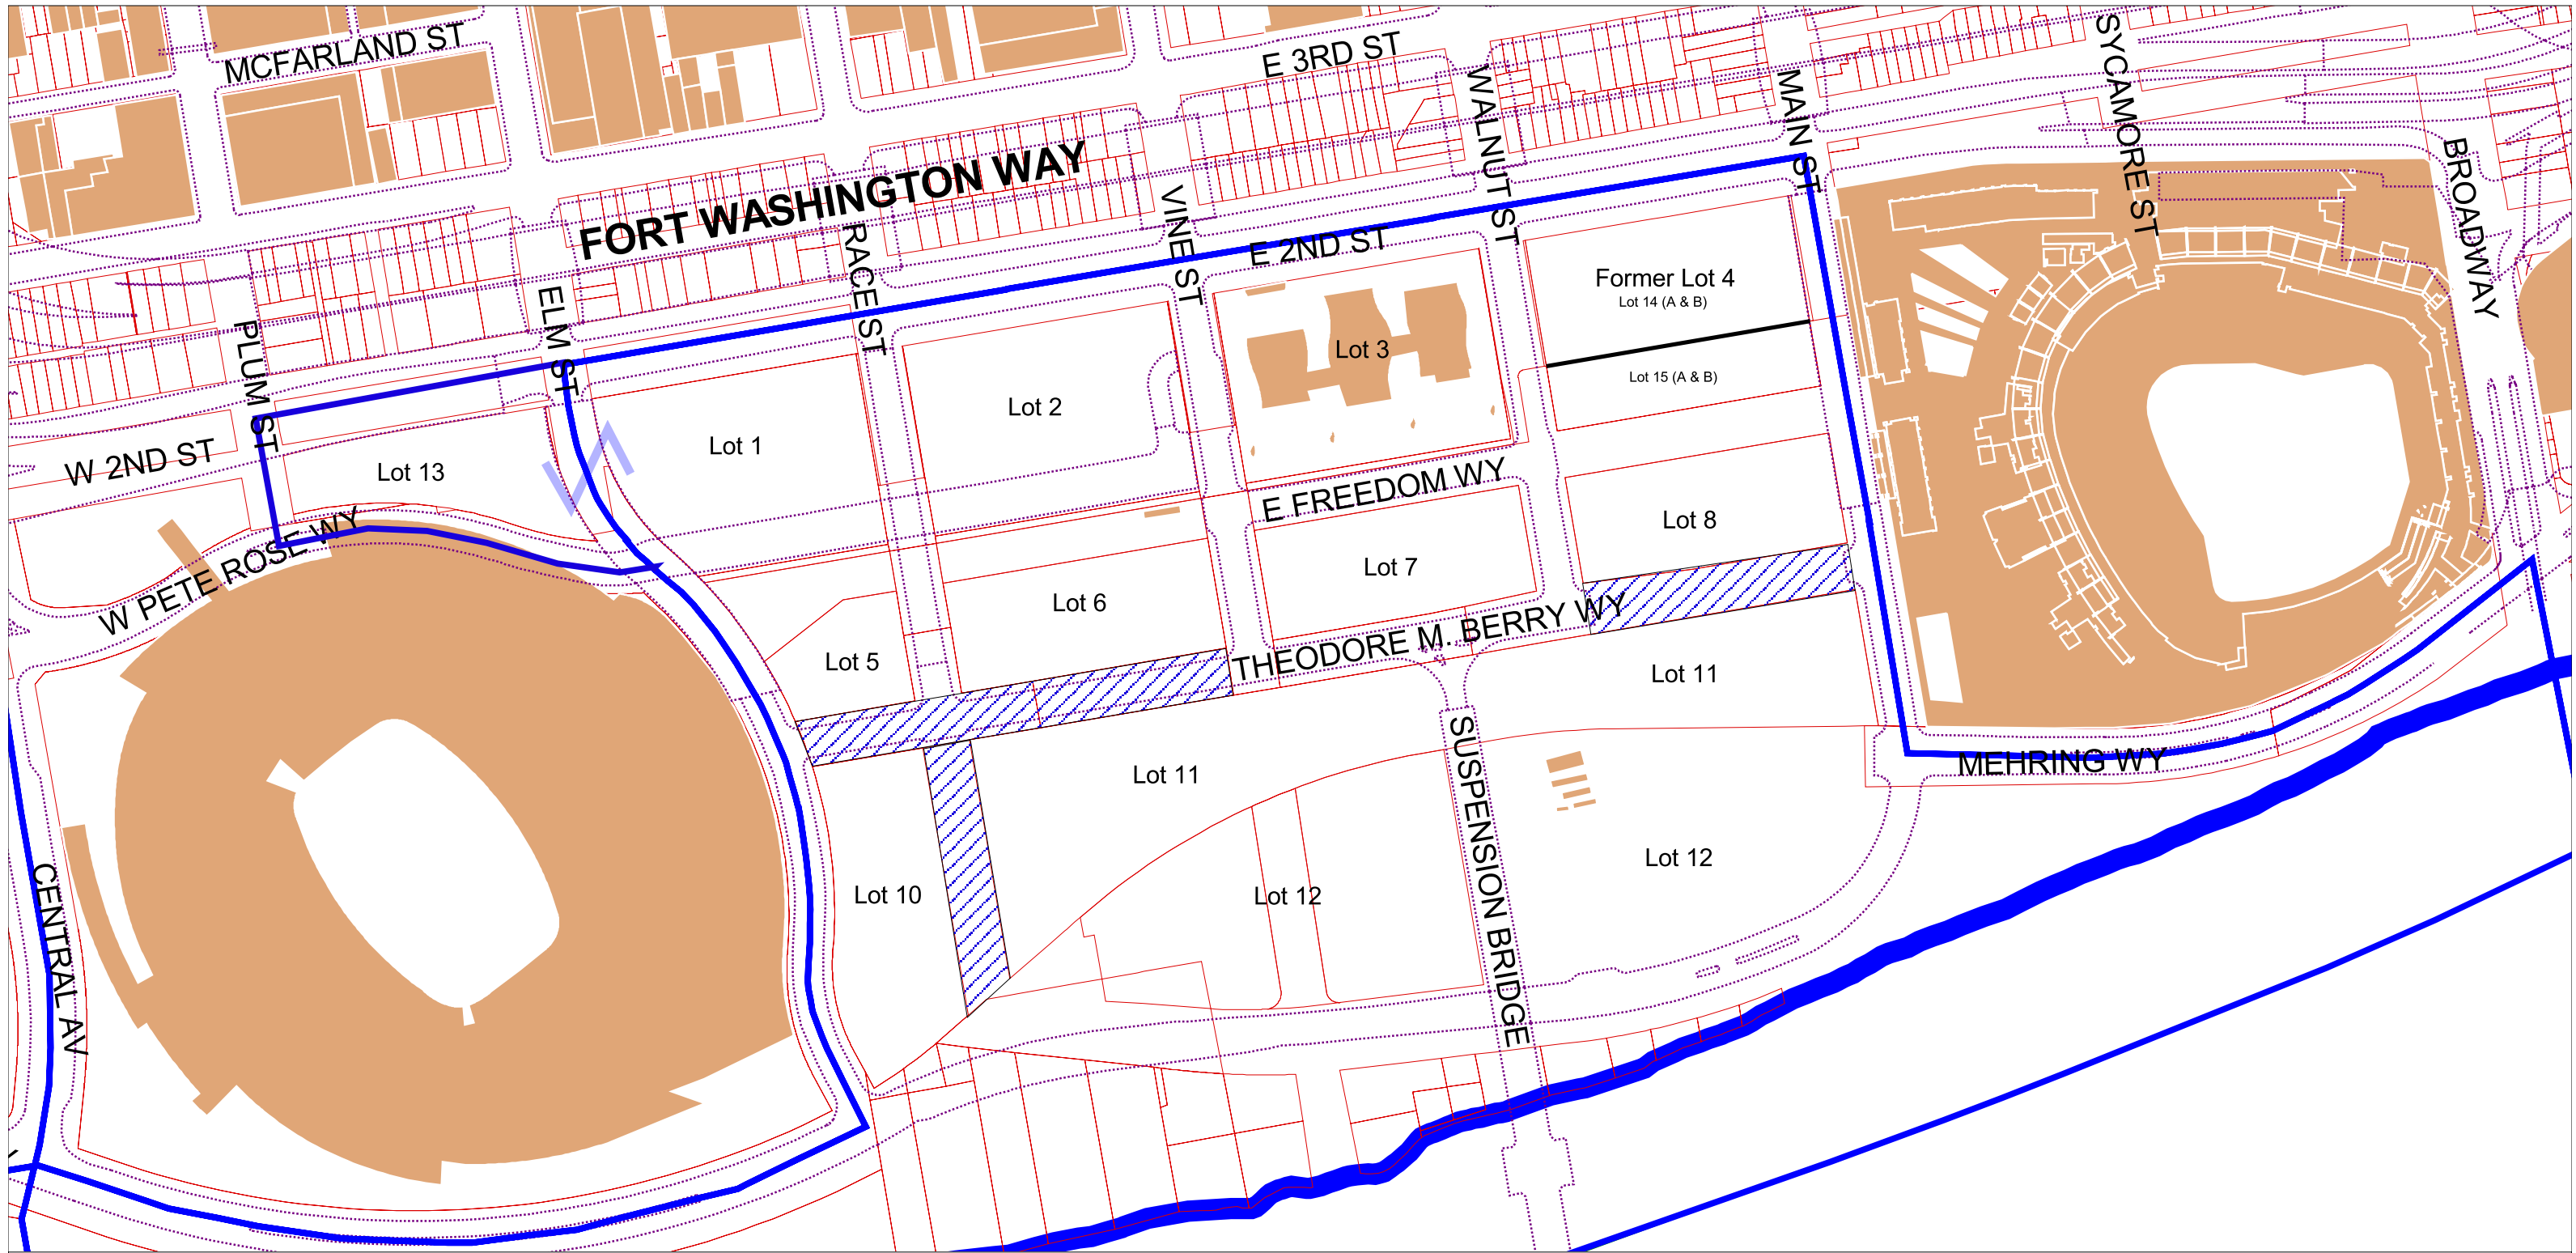 MCFARLAND ST
E 3RD ST
SYCAMORE ST
WALNUT ST
MAIN ST
BROADWAY
FORT WASHINGTON WAY
VINE ST
RACE ST
E 2ND ST
ELM ST
PLUM ST
Former Lot 4
Lot 14 (A & B)
Lot 3
Lot 15 (A & B)
Lot 2
Lot 1
W 2ND ST
Lot 13
E FREEDOM WY
Lot 8
W PETE ROSE WY
Lot 7
Lot 6
THEODORE M. BERRY WY
Lot 5
Lot 11
SUSPENSION BRIDGE
MEHRING WY
Lot 11
Lot 12
CENTRAL AV
Lot 10
Lot 12